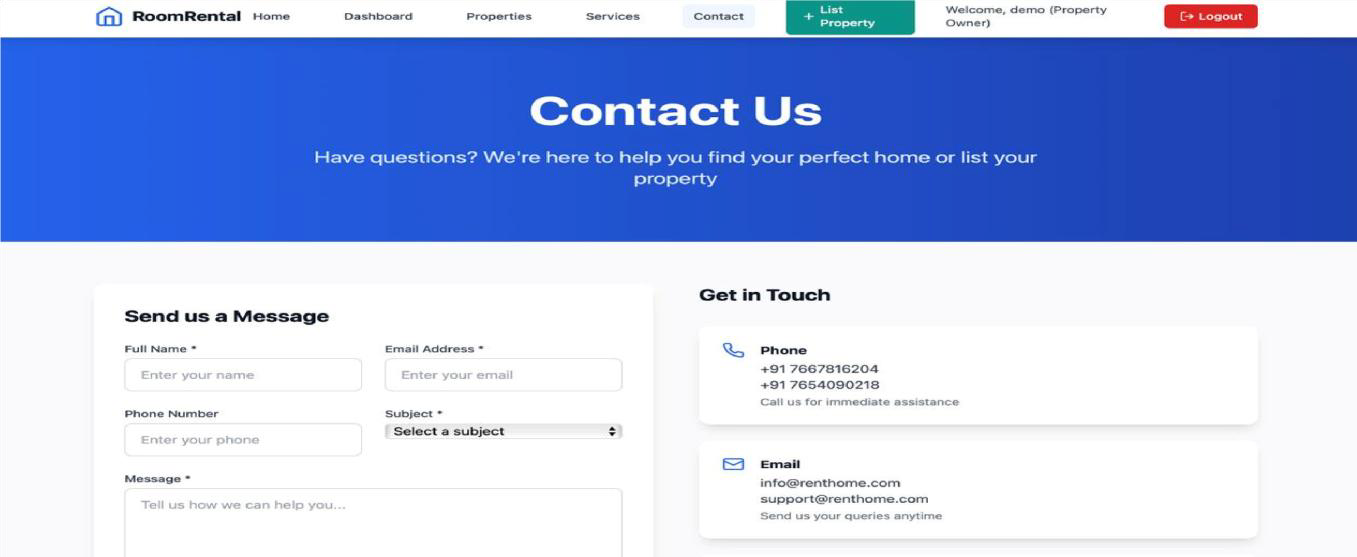 RoomRental Home Dashboard Properties Services Contact + List Property Welcome, demo (Property Owner) Logout
Contact Us
Have questions? We're here to help you find your perfect home or list your
property
Send us a Message
Full Name * Email Address *
Enter your name Enter your email
Phone Number Subject *
Enter your phone Select a subject
Message *
Tell us how we can help you...
Get in Touch
Phone
+91 7667816204
+91 7654090218
Call us for immediate assistance
Email
info@renthome.com
support@renthome.com
Send us your queries anytime